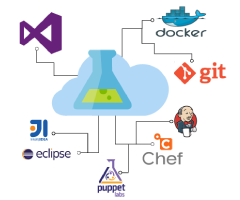 docker
git
Chef
eclipse
puppet
labs